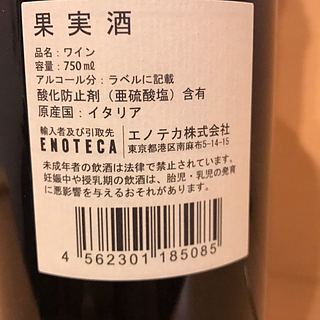 果実酒
品名：ワイン
容量：750mℓ
アルコール分：ラベルに記載
酸化防止剤（亜硫酸塩）含有
原産国：イタリア
輸入者及び引取先
ENOTECA
エノテカ株式会社
東京都港区南麻布5-14-15
未成年者の飲酒は法律で禁止されています。
妊娠中や授乳期の飲酒は、胎児・乳児の発育
に悪影響を与えるおそれがあります。
4 562301 185085